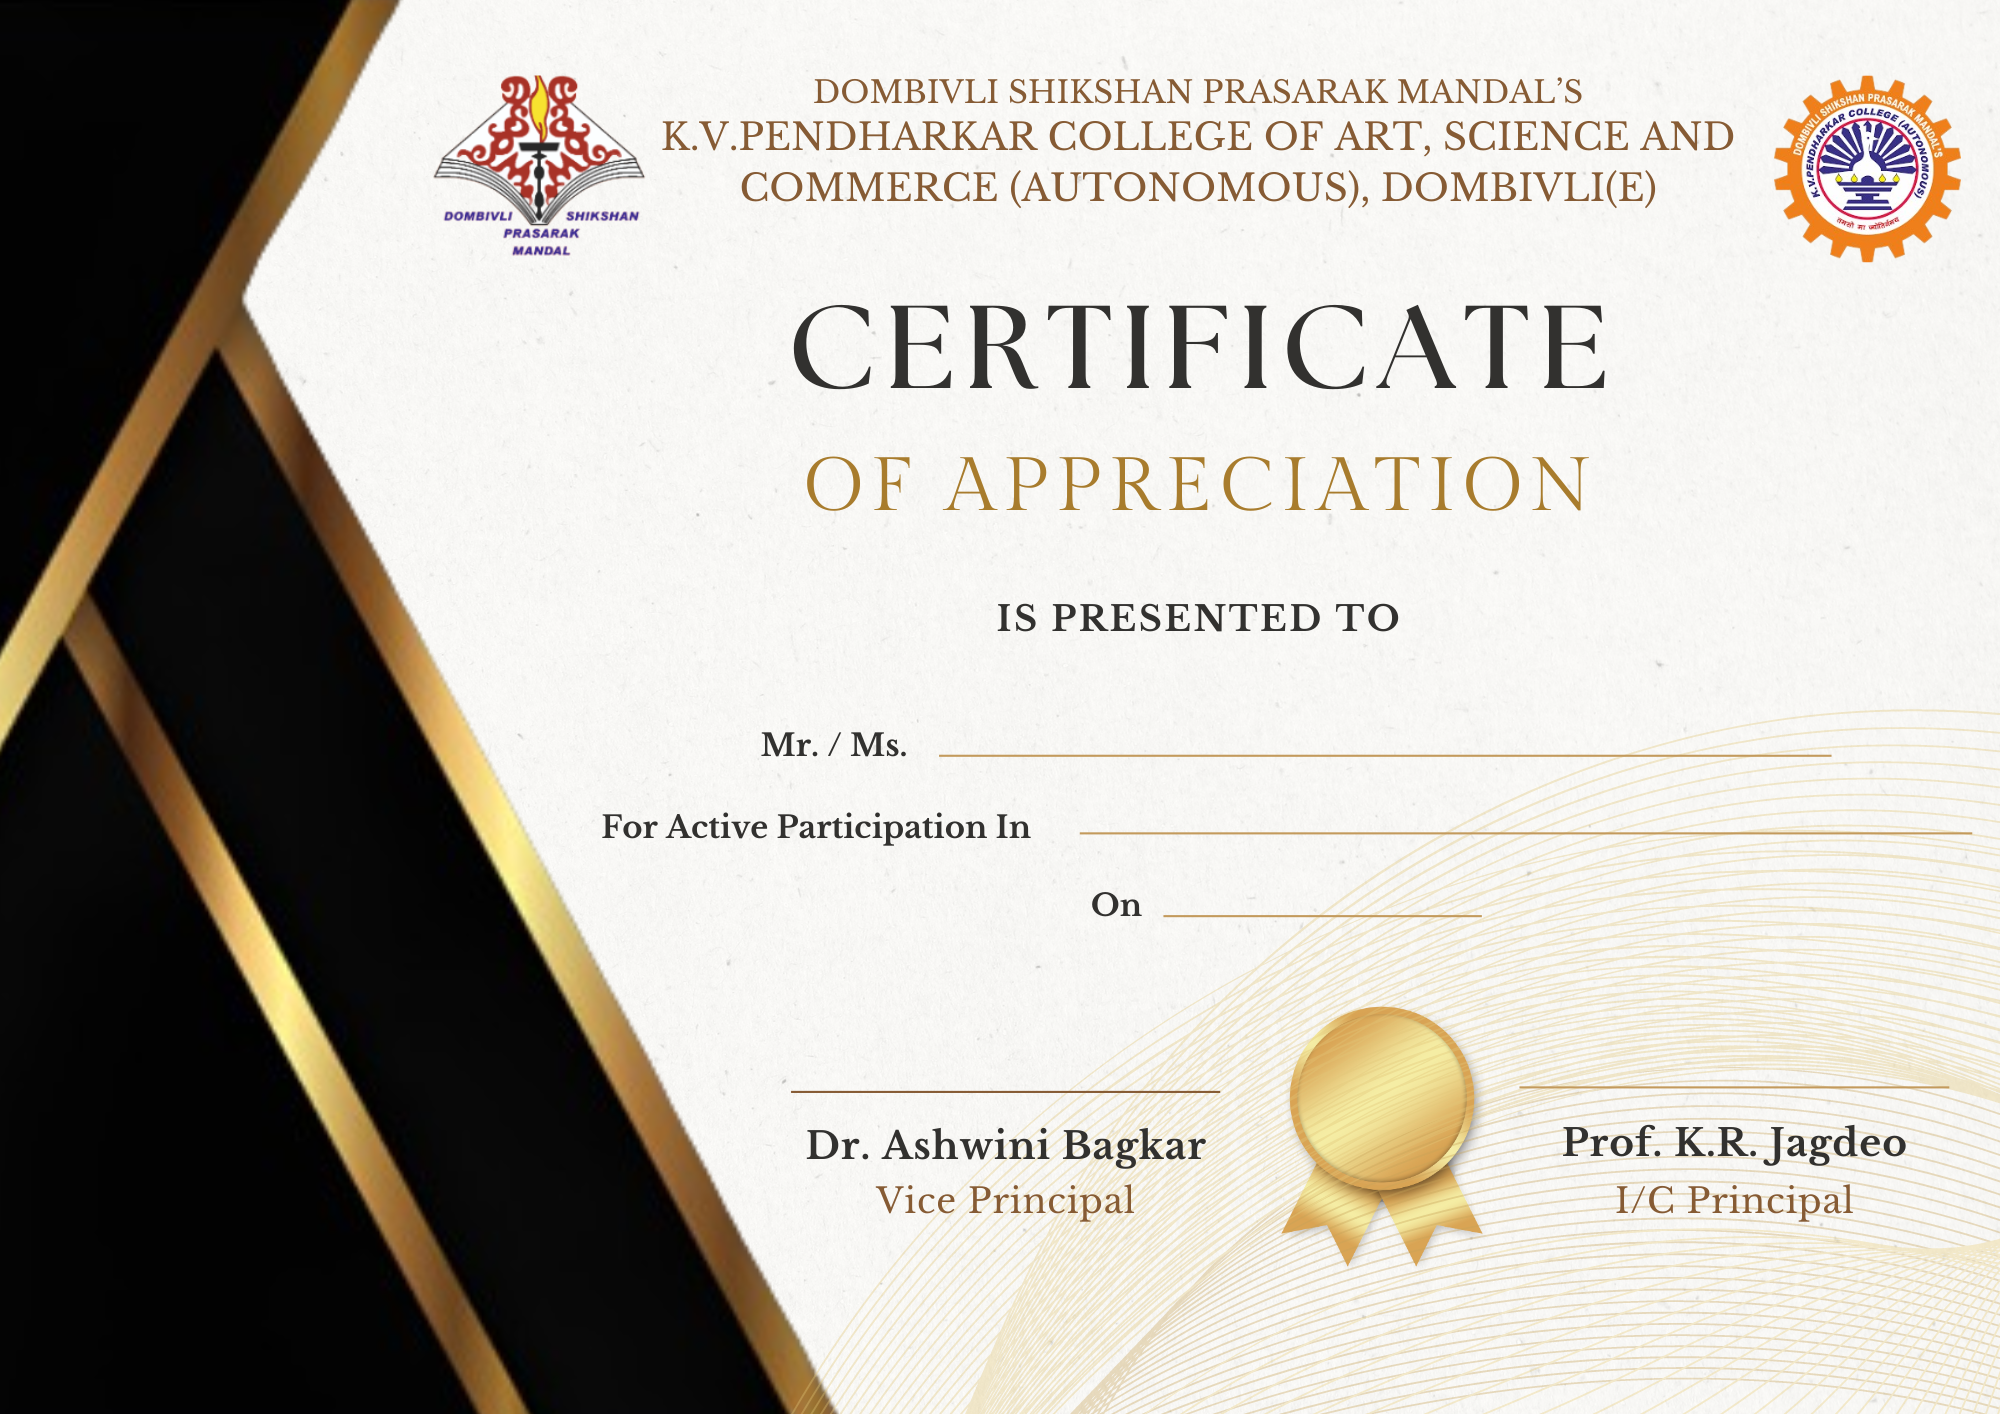 DOMBIVLI SHIKSHAN PRASARAK MANDAL’S
K.V.PENDHARKAR COLLEGE OF ART, SCIENCE AND
COMMERCE (AUTONOMOUS), DOMBIVLI(E)
DOMBIVLI SHIKSHAN
PRASARAK
MANDAL
DOMBIVLI SHIKSHAN PRASARAK MANDAL'S
K.V.PENDHARKAR COLLEGE (AUTONOMOUS)
तमसो मा ज्योतिर्गमय
CERTIFICATE
OF APPRECIATION
IS PRESENTED TO
Mr. / Ms.
For Active Participation In
On
Dr. Ashwini Bagkar
Vice Principal
Prof. K.R. Jagdeo
I/C Principal